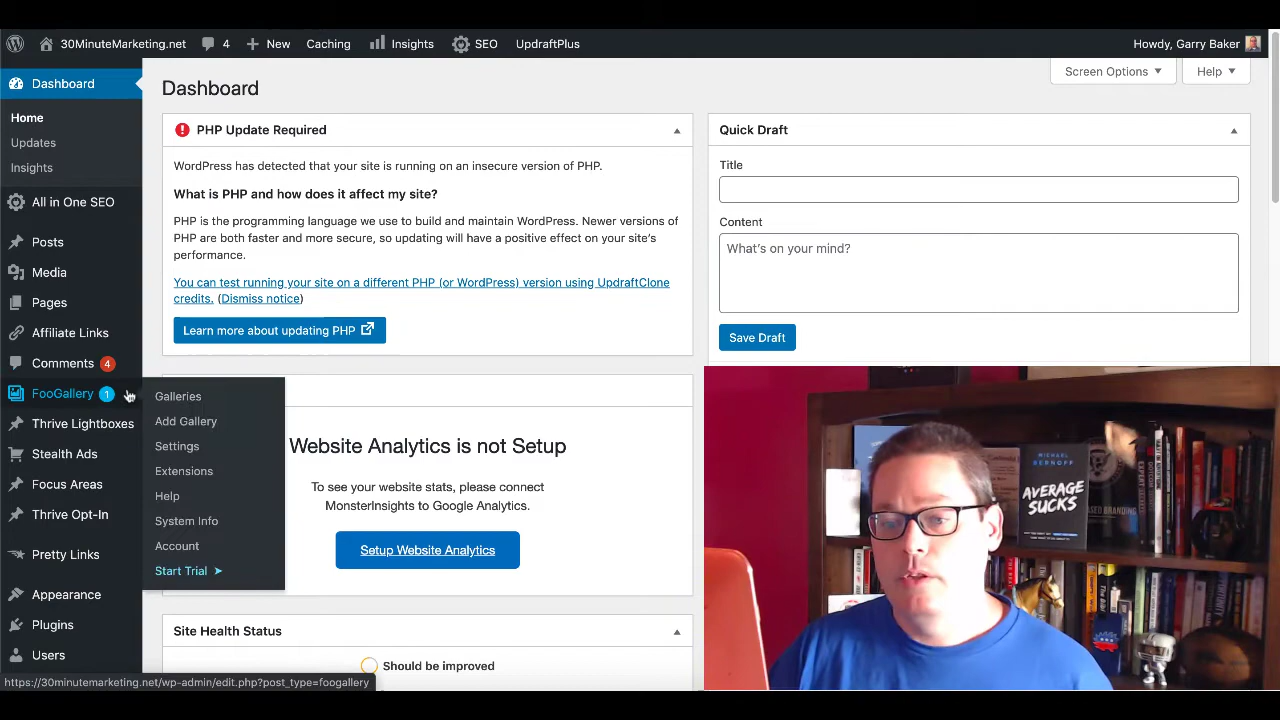 30MinuteMarketing.net 4 New Caching Insights SEO UpdraftPlus Howdy, Garry Baker
Screen Options Help
Dashboard
Home
Updates
Insights
All in One SEO
Posts
Media
Pages
Affiliate Links
Comments 4
FooGallery 1
Thrive Lightboxes
Stealth Ads
Focus Areas
Thrive Opt-In
Pretty Links
Appearance
Plugins
Users
Galleries
Add Gallery
Settings
Extensions
Help
System Info
Account
Start Trial
Dashboard
PHP Update Required
WordPress has detected that your site is running on an insecure version of PHP.
What is PHP and how does it affect my site?
PHP is the programming language we use to build and maintain WordPress. Newer versions of
PHP are both faster and more secure, so updating will have a positive effect on your site's
performance.
You can test running your site on a different PHP (or WordPress) version using UpdraftClone
credits. (Dismiss notice)
Learn more about updating PHP
Website Analytics is not Setup
To see your website stats, please connect
MonsterInsights to Google Analytics.
Setup Website Analytics
Site Health Status
Should be improved
Quick Draft
Title
Content
What's on your mind?
Save Draft
MICHAEL
BERNOFF
AVERAGE
SUCKS
https://30minutemarketing.net/wp-admin/edit.php?post_type=foogallery